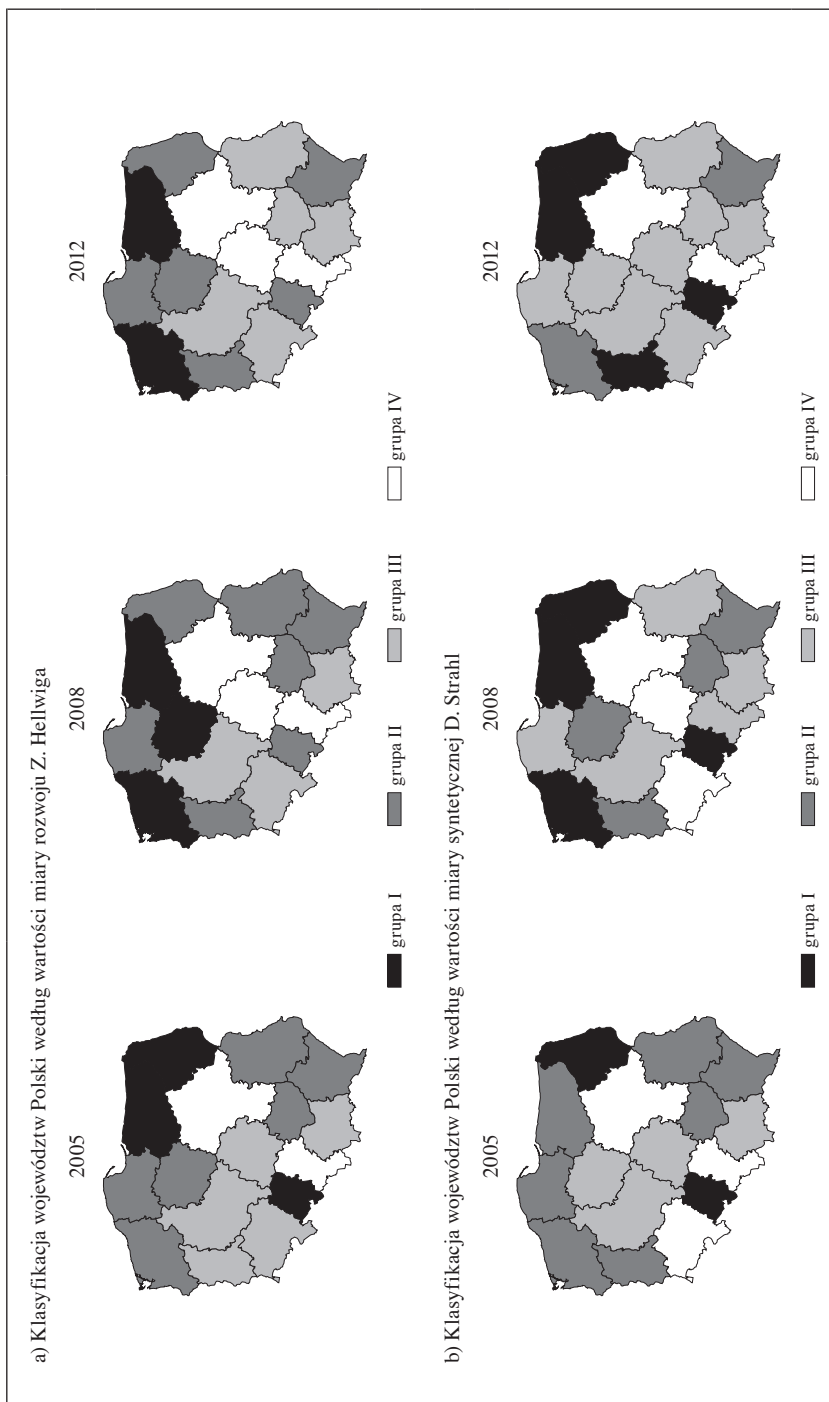 a) Klasyfikacja województw Polski według wartości miary rozwoju Z. Hellwiga
2005 2008 2012
grupa I grupa II grupa III grupa IV
b) Klasyfikacja województw Polski według wartości miary syntetycznej D. Strahl
2005 2008 2012
grupa I grupa II grupa III grupa IV